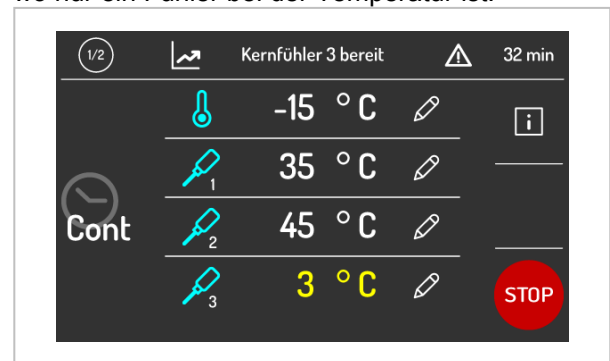 wo nur ein Fühler bei der Temperatur ist.
1/2 Kernfühler 3 bereit 32 min
-15 °C
i
35 °C
1
Cont
45 °C
2
3 °C
3
STOP